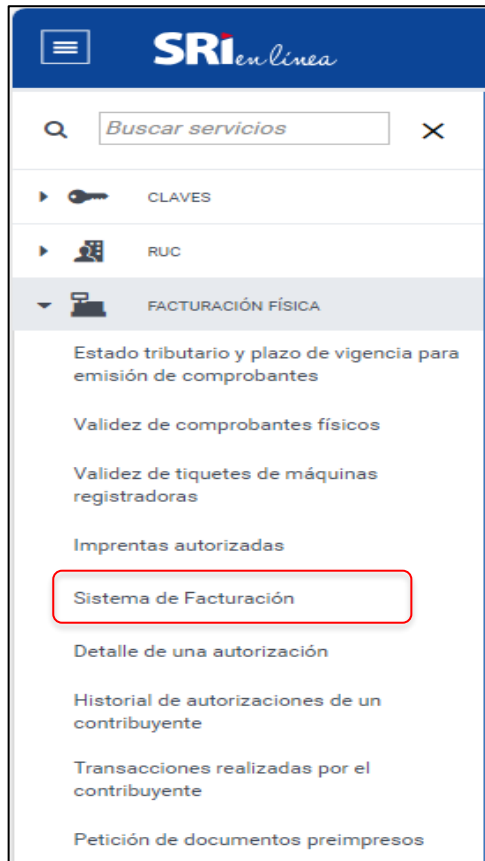 SRi en línea
Buscar servicios
CLAVES
RUC
FACTURACIÓN FÍSICA
Estado tributario y plazo de vigencia para
emisión de comprobantes
Validez de comprobantes físicos
Validez de tiquetes de máquinas
registradoras
Imprentas autorizadas
Sistema de Facturación
Detalle de una autorización
Historial de autorizaciones de un
contribuyente
Transacciones realizadas por el
contribuyente
Petición de documentos preimpresos